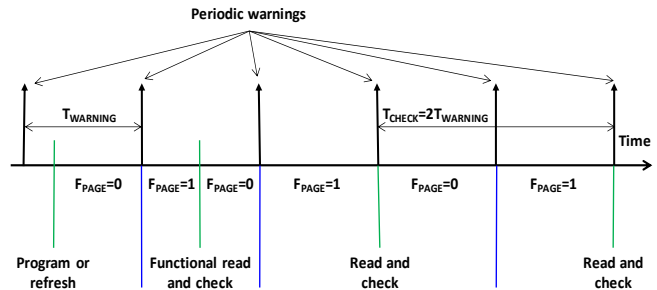 Periodic warnings
TWARNING
TCHECK=2TWARNING
Time
FPAGE=0 FPAGE=1 FPAGE=0 FPAGE=1 FPAGE=0 FPAGE=1
Program or
refresh
Functional read
and check
Read and
check
Read and
check